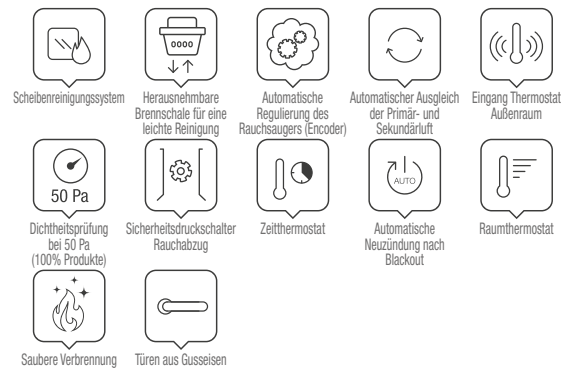 Scheibenreinigungssystem
Herausnehmbare
Brennschale für eine
leichte Reinigung
Automatische
Regulierung des
Rauchsaugers (Encoder)
Automatischer Ausgleich
der Primär- und
Sekundärluft
Eingang Thermostat
Außenraum
50 Pa
Dichtheitsprüfung
bei 50 Pa
(100% Produkte)
Sicherheitsdruckschalter
Rauchabzug
Zeitthermostat
AUTO
Automatische
Neuzündung nach
Blackout
Raumthermostat
Saubere Verbrennung
Türen aus Gusseisen